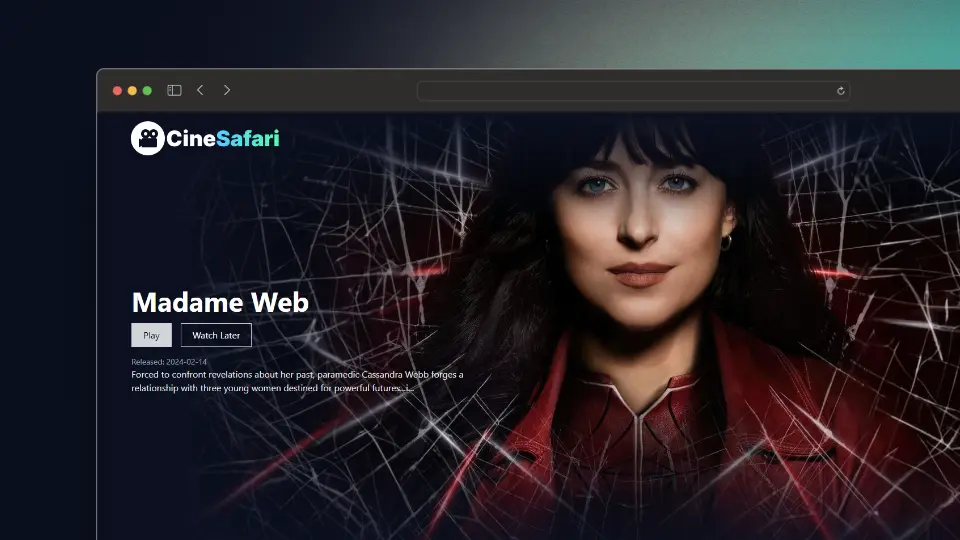 CineSafari
Madame Web
Play
Watch Later
Released: 2024-02-14
Forced to confront revelations about her past, paramedic Cassandra Webb forges a
relationship with three young women destined for powerful futures...i...